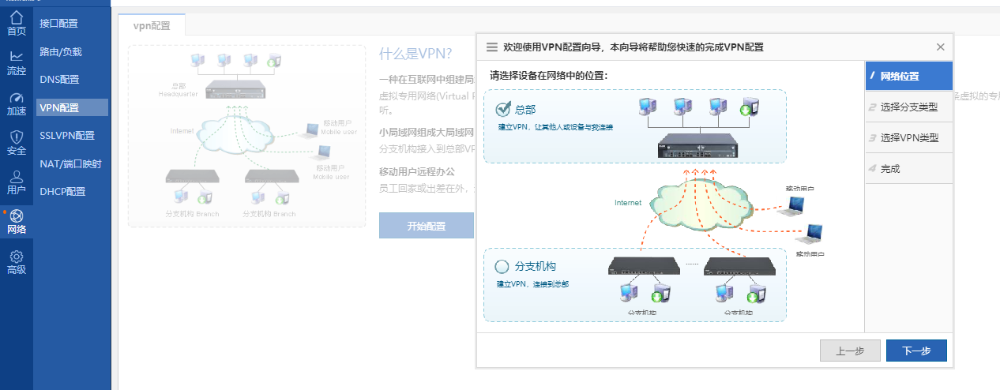 首页
流控
加速
安全
用户
网络
高级
接口配置
路由/负载
DNS配置
VPN配置
SSLVPN配置
NAT/端口映射
DHCP配置
vpn配置
总部
Headquarter
Internet
移动用户
Mobile user
移动用户
Mobile user
分支机构 Branch
分支机构 Branch
什么是VPN?
一种在互联网中组建局
虚拟专用网络(Virtual
条虚拟的专用
听。
小局域网组成大局域网
分支机构接入到总部VP
移动用户远程办公
员工回家或出差在外，
开始配置
欢迎使用VPN配置向导，本向导将帮助您快速的完成VPN配置
请选择设备在网络中的位置：
总部
建立VPN，让其他人或设备与我连接
Internet
移动用户
移动用户
分支机构
建立VPN，连接到总部
......
分支机构
分支机构
1 网络位置
2 选择分支类型
3 选择VPN类型
4 完成
上一步
下一步